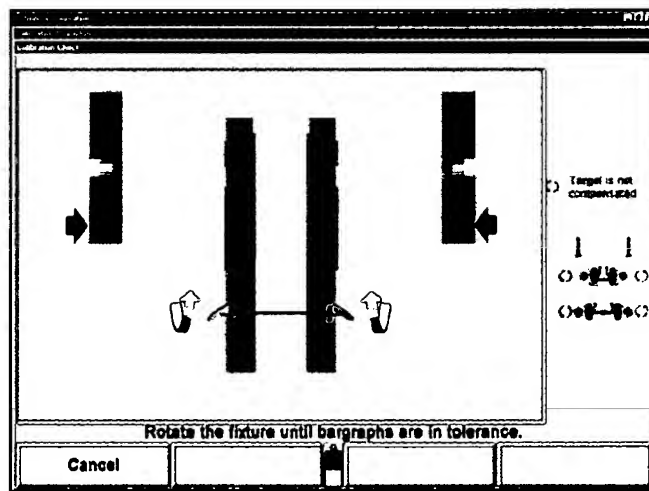 Calibration Check
Target is not
compensated
Rotate the fixture until bargraphs are in tolerance.
Cancel